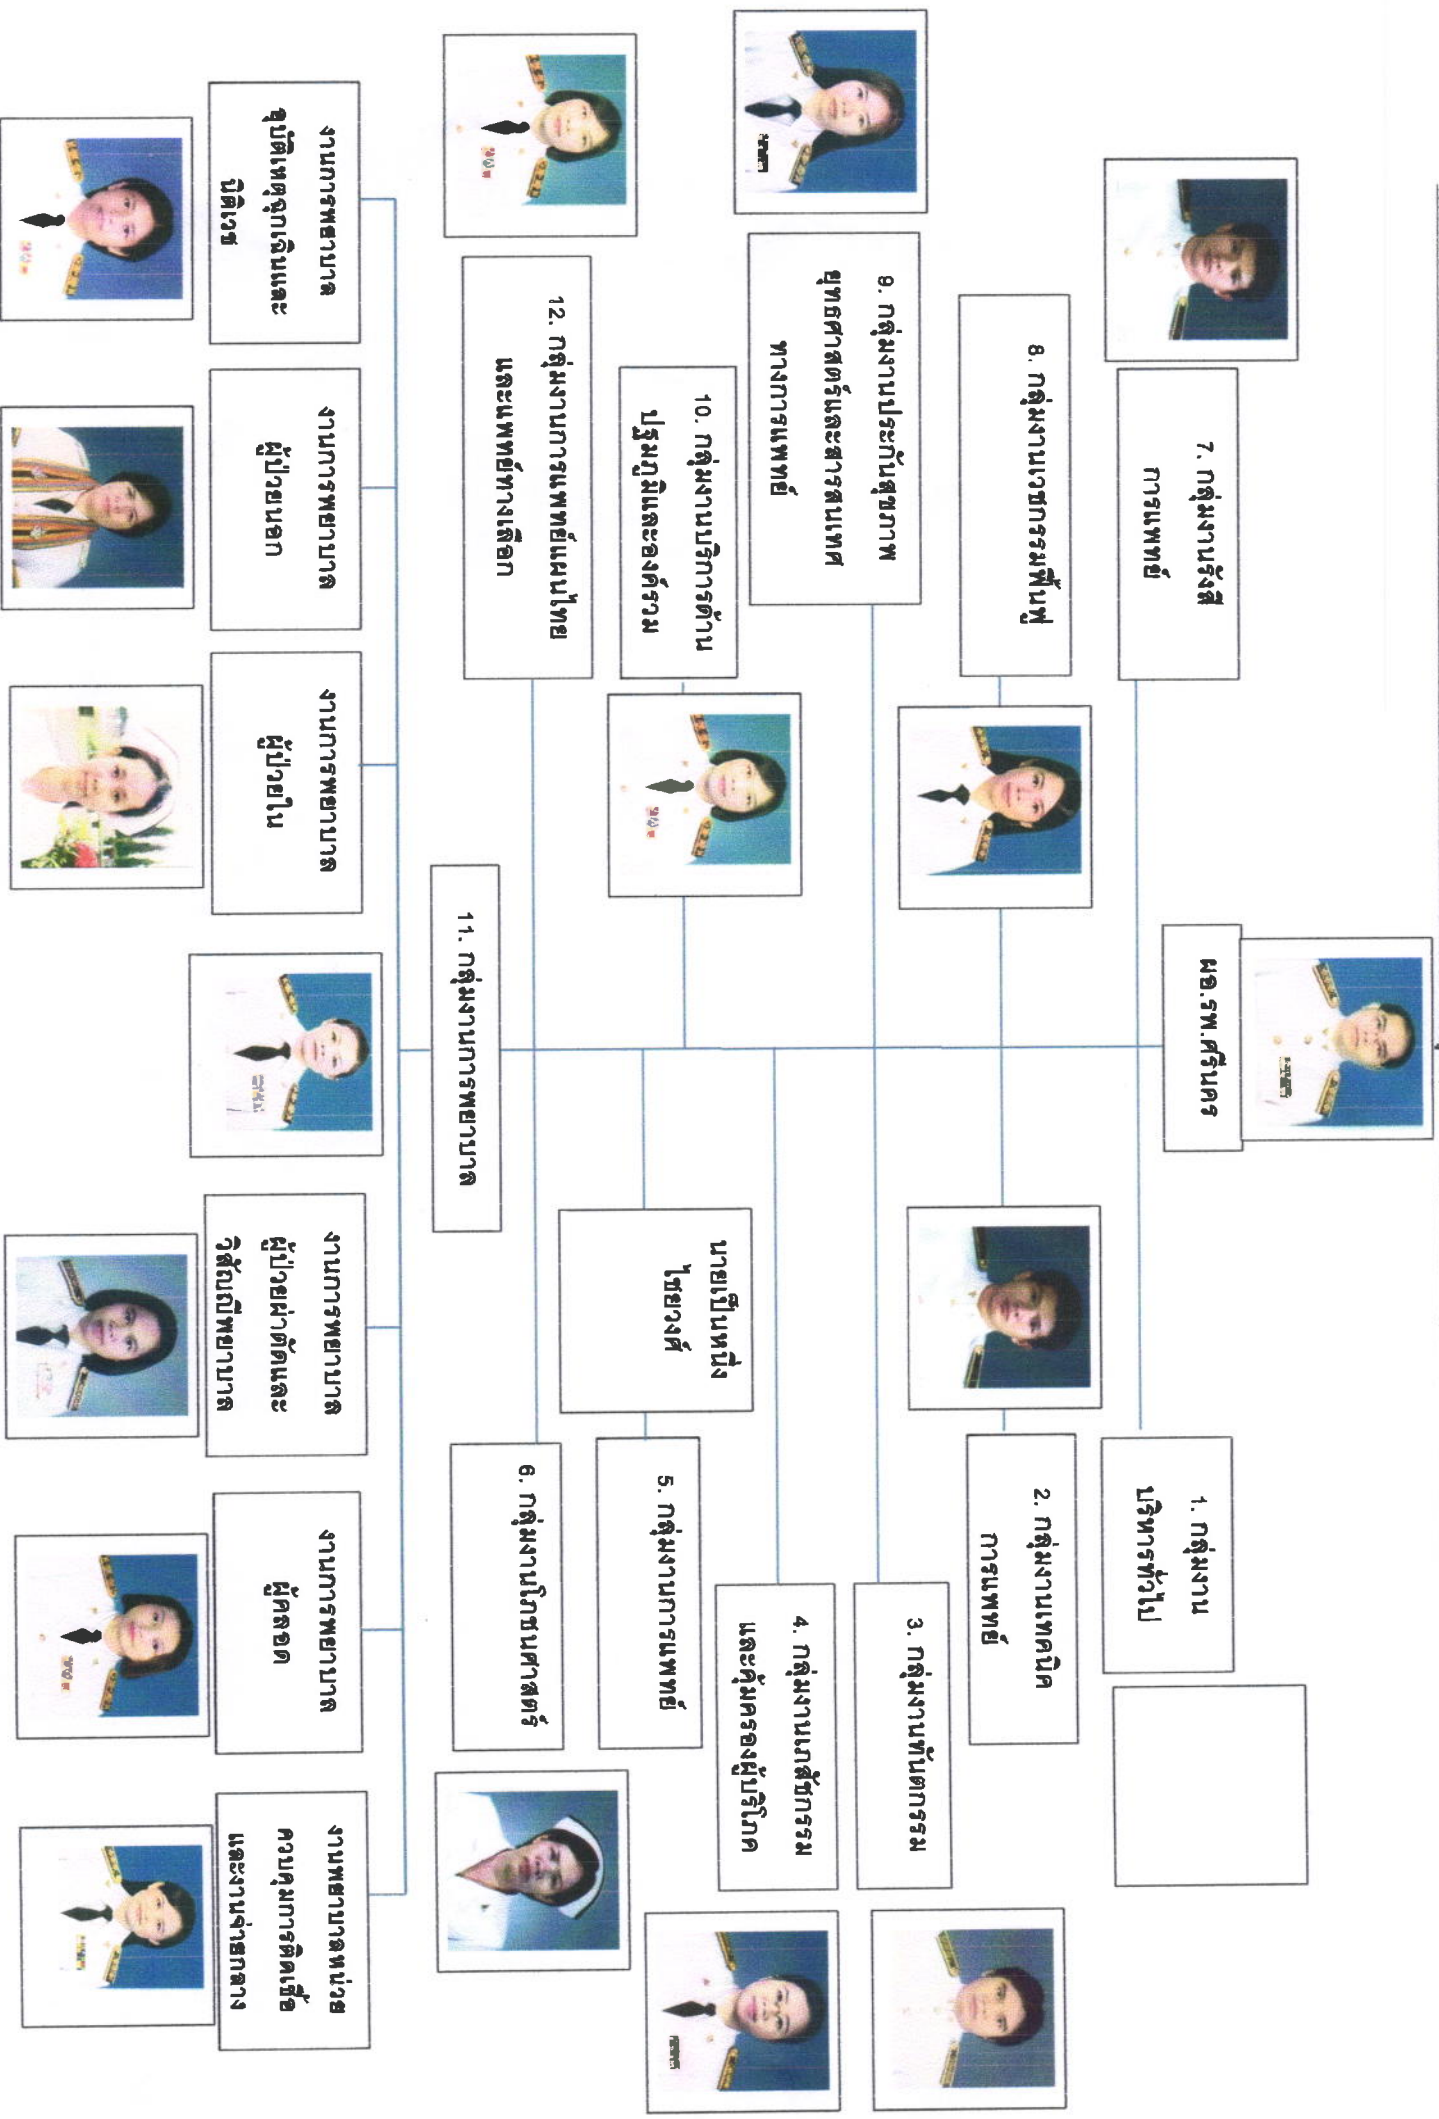 ผอ.รพ.ศรีนคร
7. กลุ่มงานรังสี
การแพทย์
1. กลุ่มงาน
บริหารทั่วไป
8. กลุ่มงานเวชกรรมฟื้นฟู
2. กลุ่มงานเทคนิค
การแพทย์
9. กลุ่มงานประกันสุขภาพ
ยุทธศาสตร์และสารสนเทศ
ทางการแพทย์
3. กลุ่มงานทันตกรรม
10. กลุ่มงานบริการด้าน
ปฐมภูมิและองค์รวม
4. กลุ่มงานเภสัชกรรม
และคุ้มครองผู้บริโภค
นายเป็นหนึ่ง
ไชยวงศ์
5. กลุ่มงานการแพทย์
12. กลุ่มงานการแพทย์แผนไทย
และแพทย์ทางเลือก
6. กลุ่มงานโภชนศาสตร์
11. กลุ่มงานการพยาบาล
งานการพยาบาล
อุบัติเหตุฉุกเฉินและ
นิติเวช
งานการพยาบาล
ผู้ป่วยนอก
งานการพยาบาล
ผู้ป่วยใน
งานการพยาบาล
ผู้ป่วยผ่าตัดและ
วิสัญญีพยาบาล
งานการพยาบาล
ผู้คลอด
งานพยาบาลหน่วย
ควบคุมการติดเชื้อ
และงานจ่ายกลาง